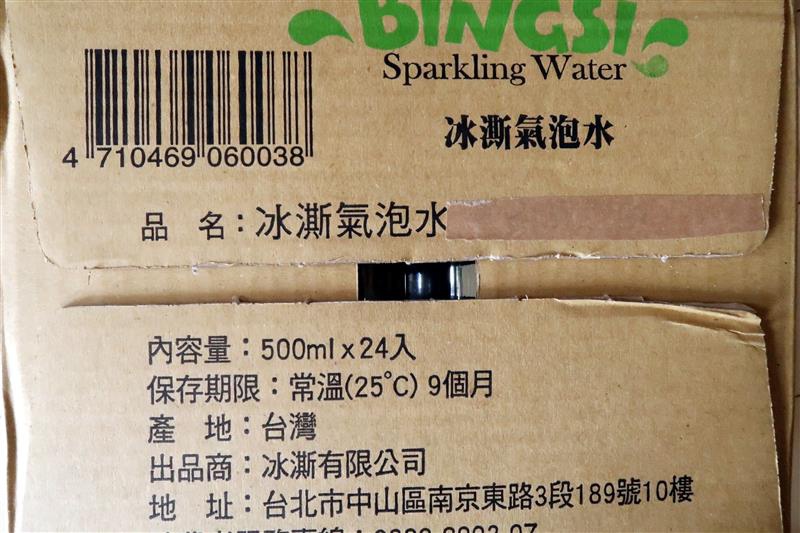 BINGSI
Sparkling Water
冰澌氣泡水
4 710469 060038
品 名：冰澌氣泡水
內容量：500ml x 24入
保存期限：常溫(25°C) 9個月
產 地：台灣
出品商：冰澌有限公司
地 址：台北市中山區南京東路3段189號10樓